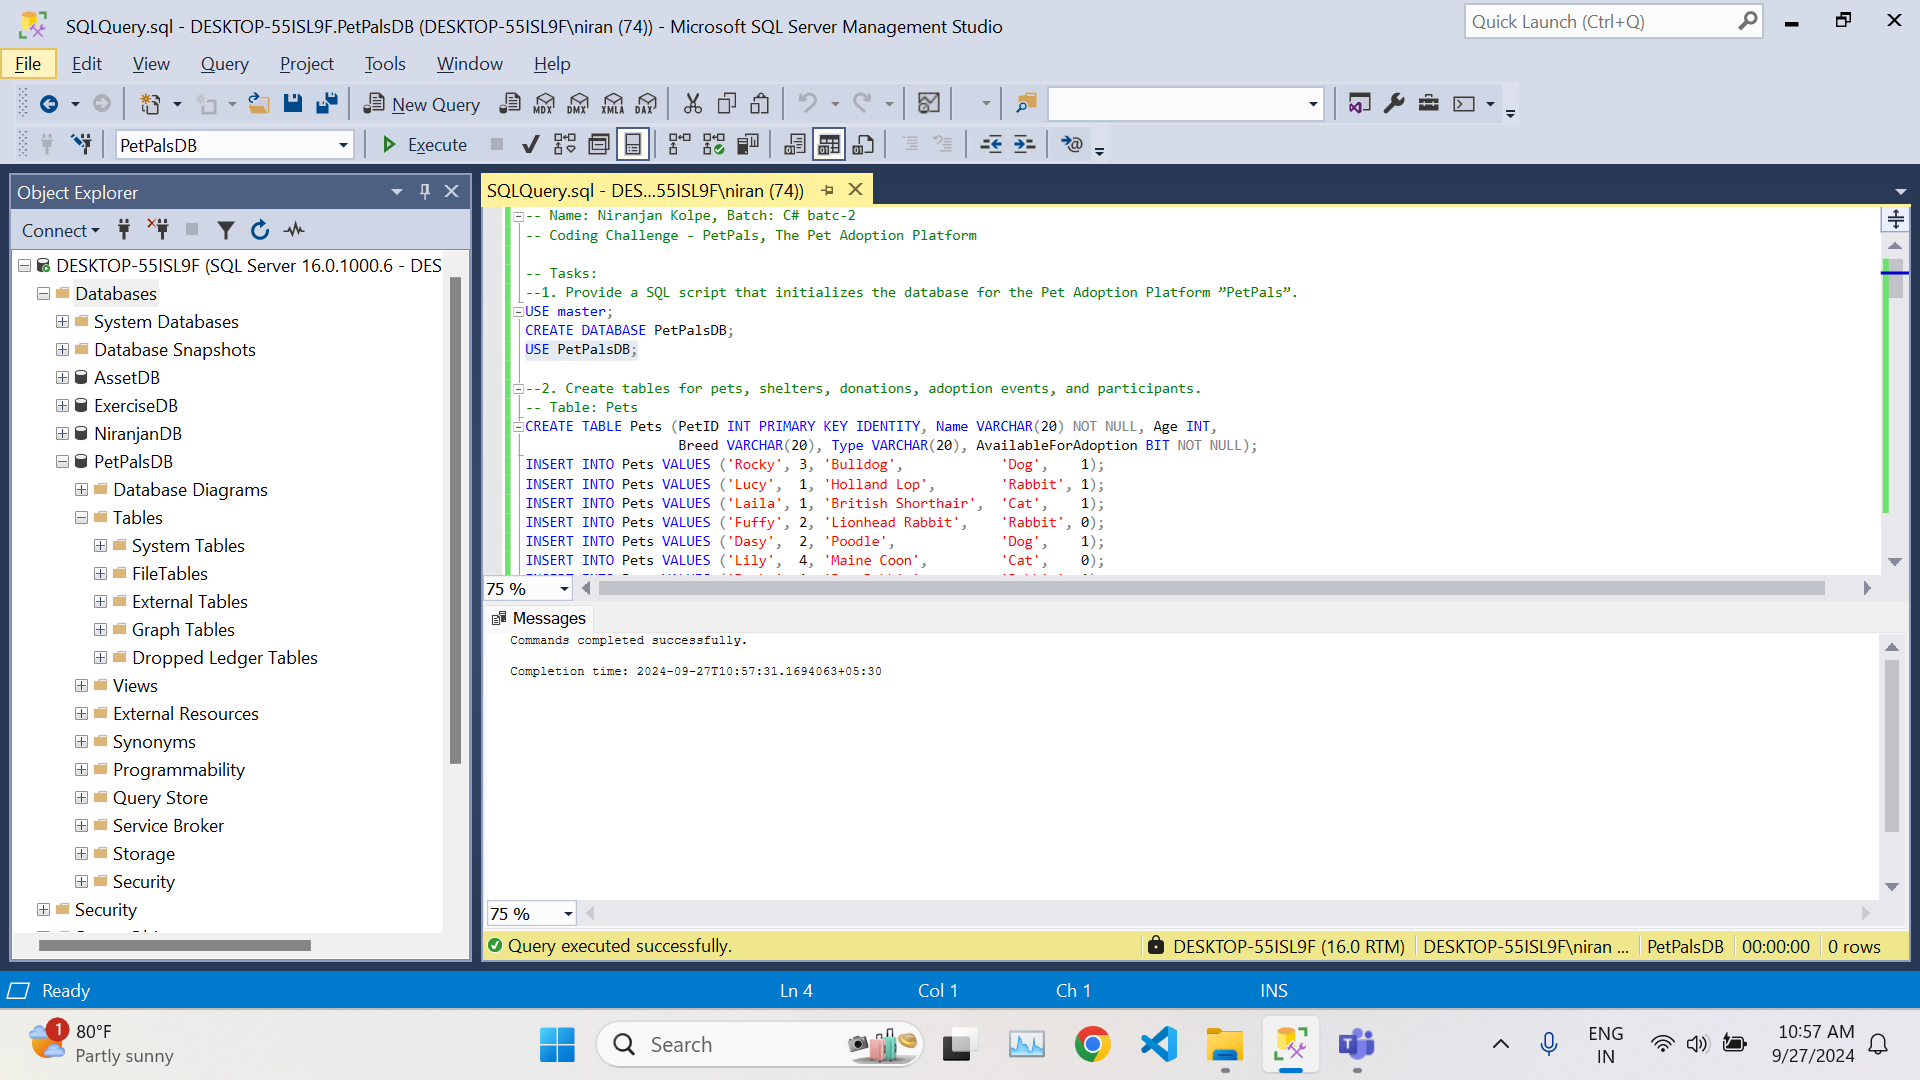 SQLQuery.sql - DESKTOP-55ISL9F.PetPalsDB (DESKTOP-55ISL9F\niran (74)) - Microsoft SQL Server Management Studio
Quick Launch (Ctrl+Q)
File Edit View Query Project Tools Window Help
New Query MDX DMX XMLA DAX
PetPalsDB Execute
Object Explorer
Connect
DESKTOP-55ISL9F (SQL Server 16.0.1000.6 - DES
Databases
System Databases
Database Snapshots
AssetDB
ExerciseDB
NiranjanDB
PetPalsDB
Database Diagrams
Tables
System Tables
FileTables
External Tables
Graph Tables
Dropped Ledger Tables
Views
External Resources
Synonyms
Programmability
Query Store
Service Broker
Storage
Security
Security
SQLQuery.sql - DES...55ISL9F\niran (74))
-- Name: Niranjan Kolpe, Batch: C# batc-2
-- Coding Challenge - PetPals, The Pet Adoption Platform
-- Tasks:
--1. Provide a SQL script that initializes the database for the Pet Adoption Platform ”PetPals”.
USE master;
CREATE DATABASE PetPalsDB;
USE PetPalsDB;
--2. Create tables for pets, shelters, donations, adoption events, and participants.
-- Table: Pets
CREATE TABLE Pets (PetID INT PRIMARY KEY IDENTITY, Name VARCHAR(20) NOT NULL, Age INT,
Breed VARCHAR(20), Type VARCHAR(20), AvailableForAdoption BIT NOT NULL);
INSERT INTO Pets VALUES ('Rocky', 3, 'Bulldog', 'Dog', 1);
INSERT INTO Pets VALUES ('Lucy', 1, 'Holland Lop', 'Rabbit', 1);
INSERT INTO Pets VALUES ('Laila', 1, 'British Shorthair', 'Cat', 1);
INSERT INTO Pets VALUES ('Fuffy', 2, 'Lionhead Rabbit', 'Rabbit', 0);
INSERT INTO Pets VALUES ('Dasy', 2, 'Poodle', 'Dog', 1);
INSERT INTO Pets VALUES ('Lily', 4, 'Maine Coon', 'Cat', 0);
75 %
Messages
Commands completed successfully.
Completion time: 2024-09-27T10:57:31.1694063+05:30
75 %
Query executed successfully. DESKTOP-55ISL9F (16.0 RTM) DESKTOP-55ISL9F\niran ... PetPalsDB 00:00:00 0 rows
Ready Ln 4 Col 1 Ch 1 INS
1 80°F
Partly sunny
Search
ENG
IN
10:57 AM
9/27/2024